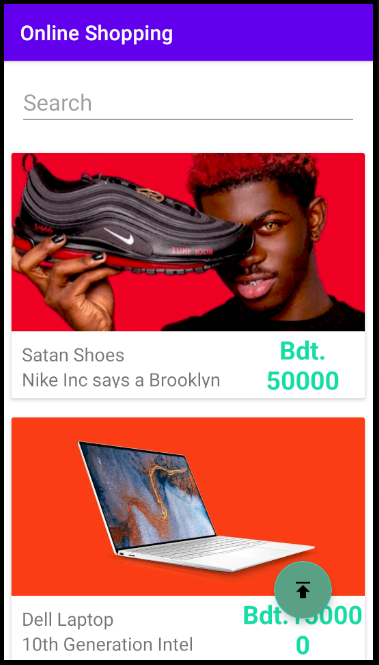 Online Shopping
Search
Satan Shoes
Nike Inc says a Brooklyn
Bdt.
50000
Dell Laptop
10th Generation Intel
Bdt.15000
0